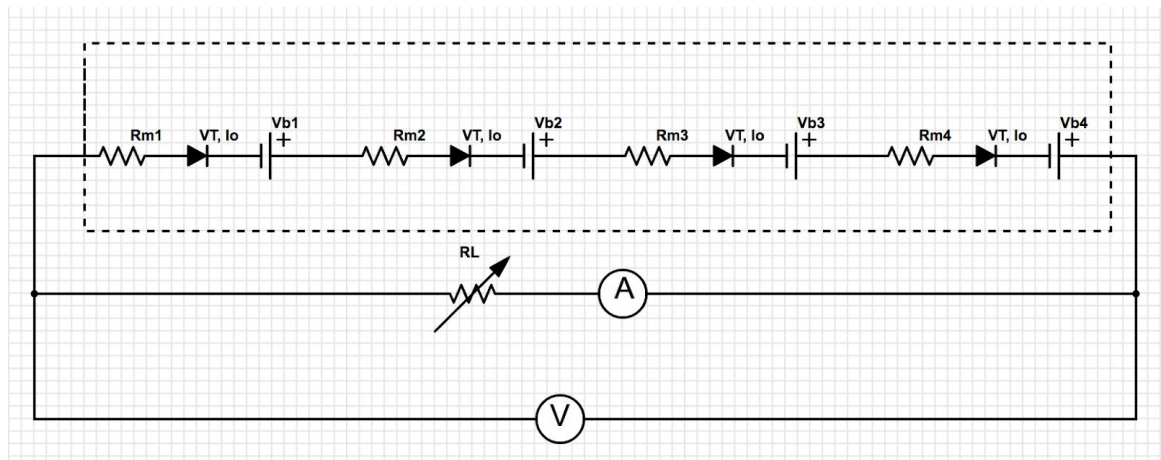 Rm1 VT, Io Vb1 +
Rm2 VT, Io Vb2 +
Rm3 VT, Io Vb3 +
Rm4 VT, Io Vb4 +
RL
A
V